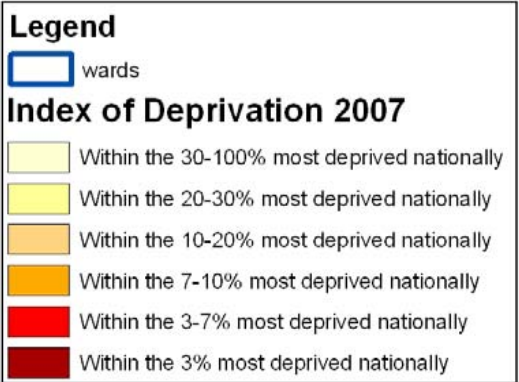 Legend
wards
Index of Deprivation 2007
Within the 30-100% most deprived nationally
Within the 20-30% most deprived nationally
Within the 10-20% most deprived nationally
Within the 7-10% most deprived nationally
Within the 3-7% most deprived nationally
Within the 3% most deprived nationally